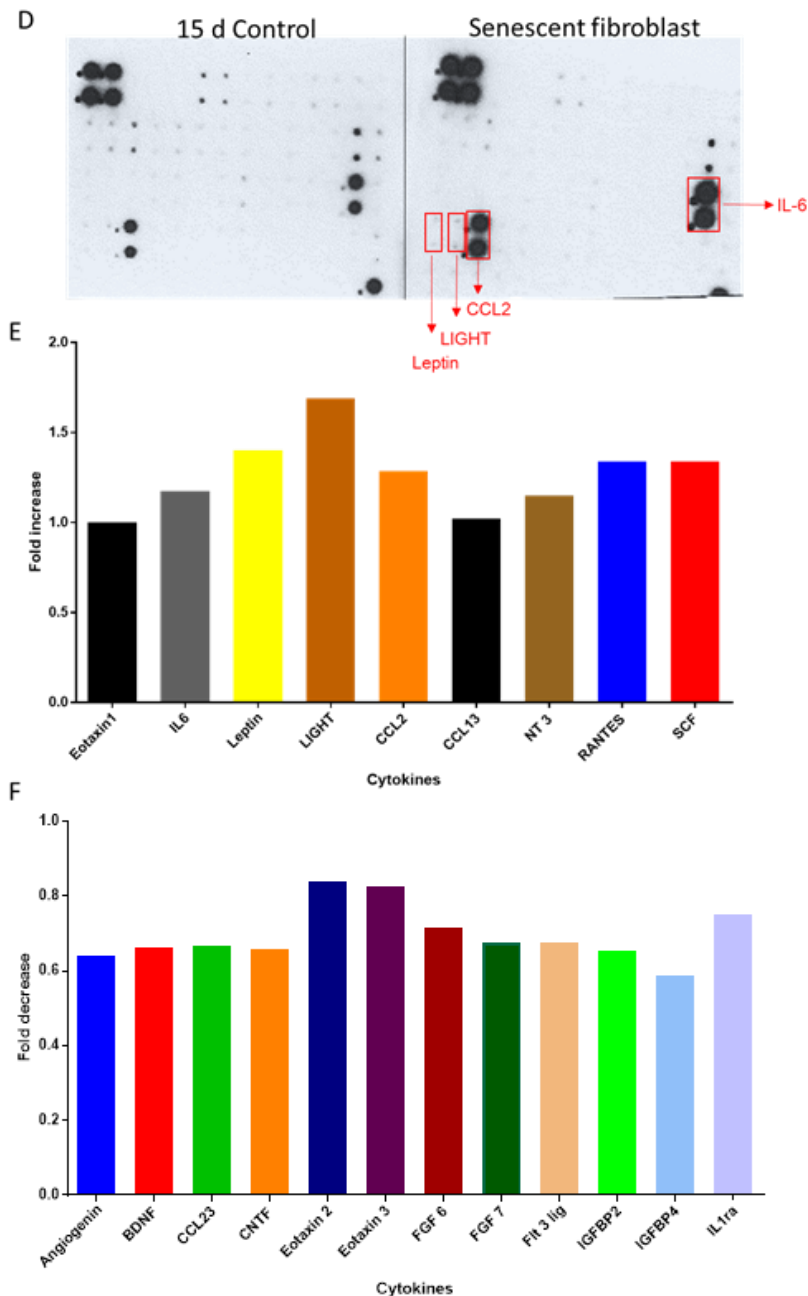 D
15 d Control
Senescent fibroblast
IL-6
CCL2
LIGHT
Leptin
E
2.0
1.5
1.0
0.5
0.0
Fold increase
Eotaxin1
IL6
Leptin
LIGHT
CCL2
CCL13
NT 3
RANTES
SCF
Cytokines
F
1.0
0.8
0.6
0.4
0.2
0.0
Fold decrease
Angiogenin
BDNF
CCL23
CNTF
Eotaxin 2
Eotaxin 3
FGF 6
FGF 7
Flt 3 lig
IGFBP2
IGFBP4
IL1ra
Cytokines